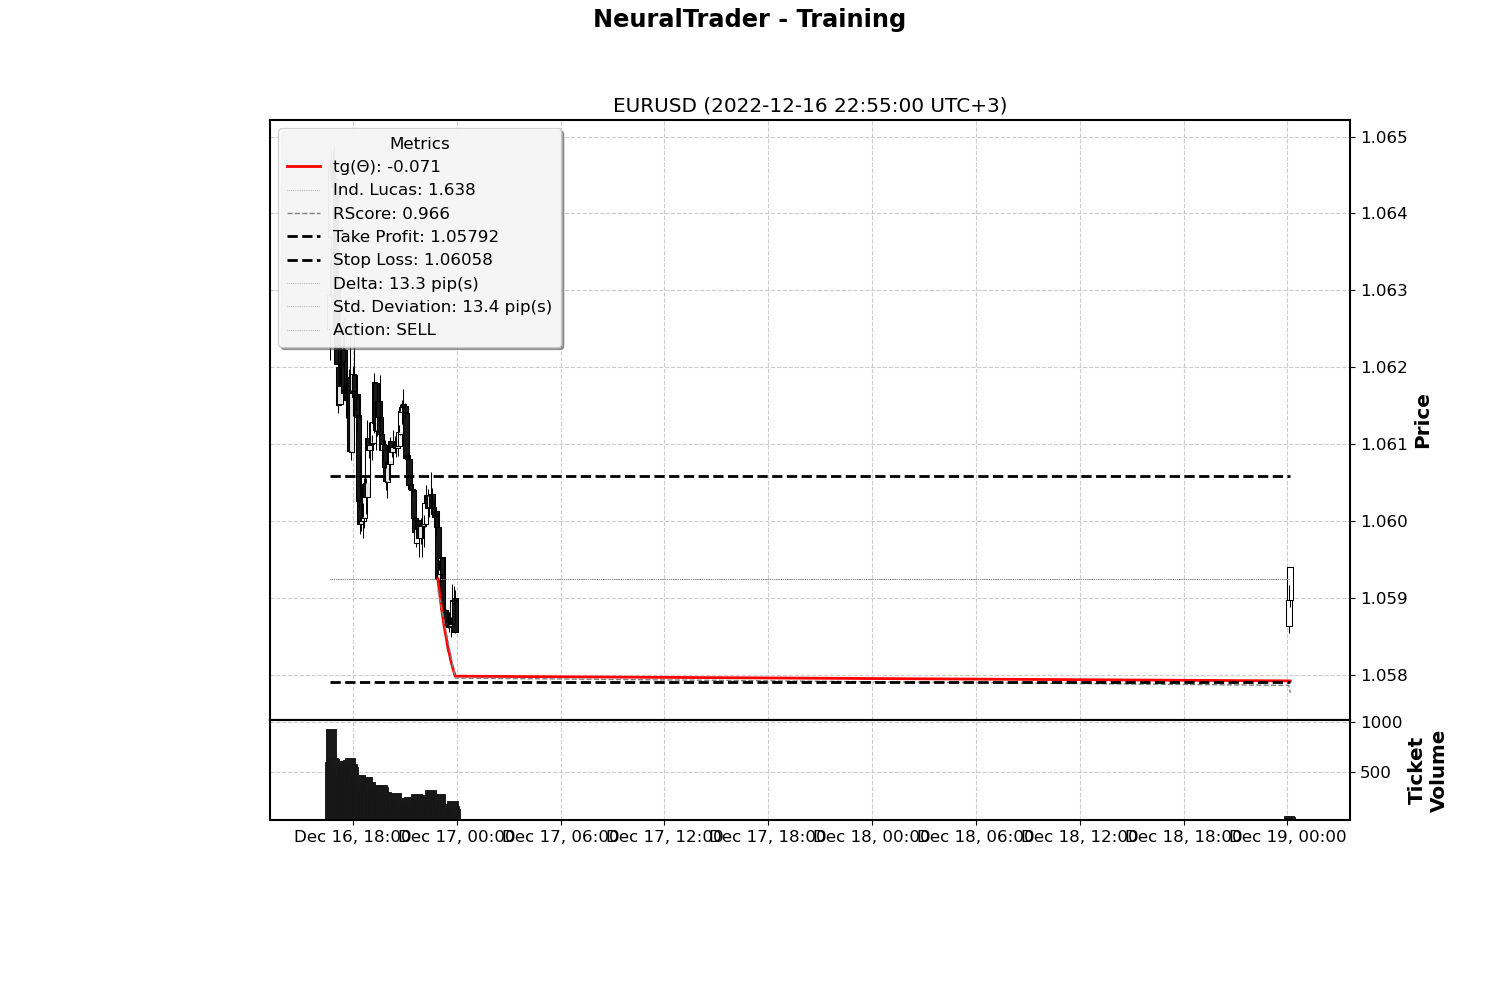 NeuralTrader - Training
EURUSD (2022-12-16 22:55:00 UTC+3)
Metrics
tg(Θ): -0.071
Ind. Lucas: 1.638
RScore: 0.966
Take Profit: 1.05792
Stop Loss: 1.06058
Delta: 13.3 pip(s)
Std. Deviation: 13.4 pip(s)
Action: SELL
1.065
1.064
1.063
1.062
1.061
1.060
1.059
1.058
Price
1000
500
Ticket
Volume
Dec 16, 18:00
Dec 17, 00:00
Dec 17, 06:00
Dec 17, 12:00
Dec 17, 18:00
Dec 18, 00:00
Dec 18, 06:00
Dec 18, 12:00
Dec 18, 18:00
Dec 19, 00:00